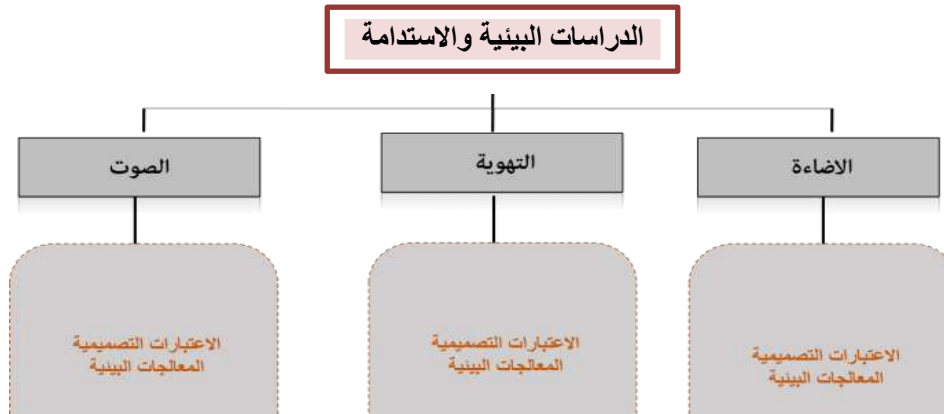 الدراسات البيئية والاستدامة
الاضاءة
التهوية
الصوت
الاعتبارات التصميمية
المعالجات البيئية
الاعتبارات التصميمية
المعالجات البيئية
الاعتبارات التصميمية
المعالجات البيئية